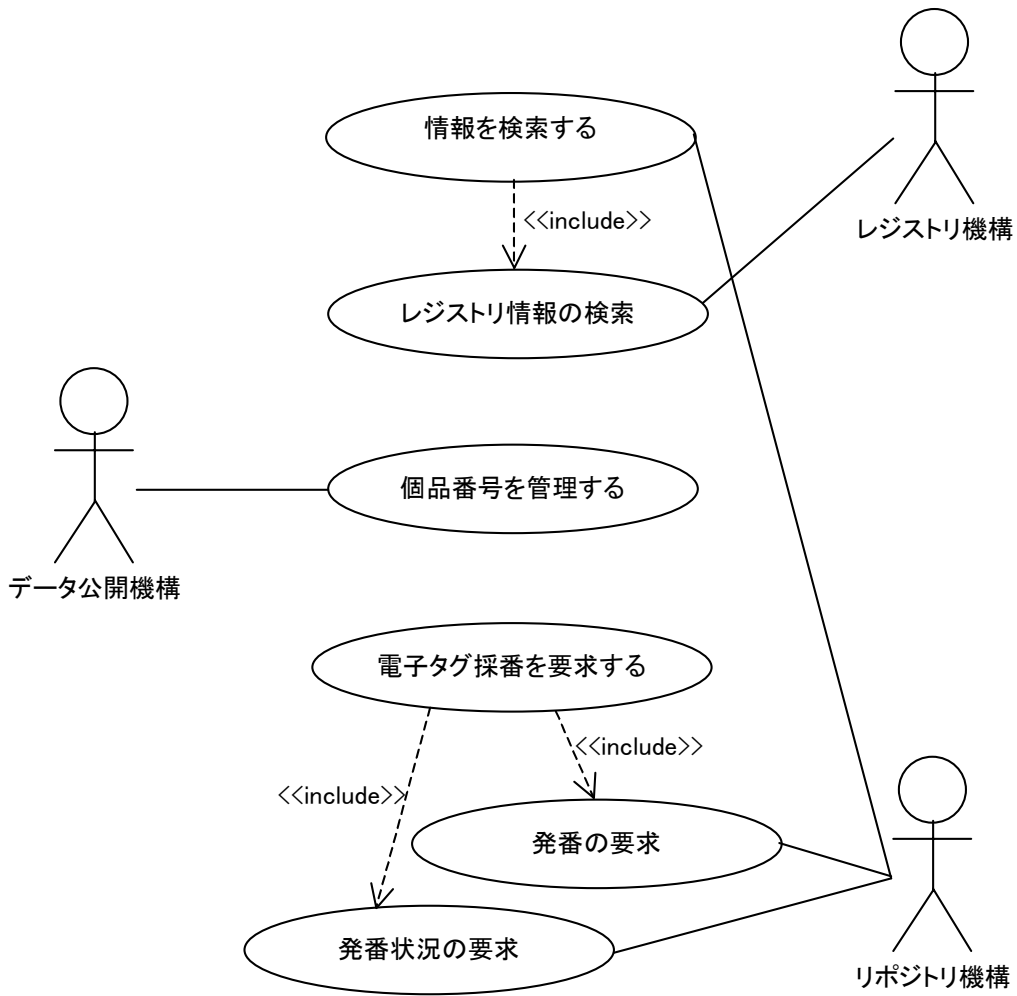 情報を検索する
<<include>>
レジストリ機構
レジストリ情報の検索
個品番号を管理する
データ公開機構
電子タグ採番を要求する
<<include>>
<<include>>
発番の要求
発番状況の要求
リポジトリ機構